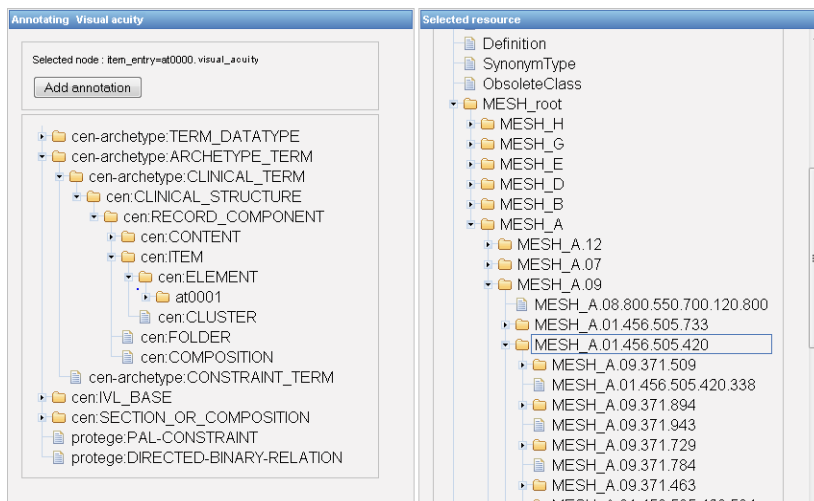 Annotating Visual acuity
Selected node : item_entry=at0000. visual_acuity
Add annotation
cen-archetype:TERM_DATATYPE
cen-archetype:ARCHETYPE_TERM
cen-archetype:CLINICAL_TERM
cen:CLINICAL_STRUCTURE
cen:RECORD_COMPONENT
cen:CONTENT
cen:ITEM
cen:ELEMENT
at0001
cen:CLUSTER
cen:FOLDER
cen:COMPOSITION
cen-archetype:CONSTRAINT_TERM
cen:IVL_BASE
cen:SECTION_OR_COMPOSITION
protege:PAL-CONSTRAINT
protege:DIRECTED-BINARY-RELATION
Selected resource
Definition
SynonymType
ObsoleteClass
MESH_root
MESH_H
MESH_G
MESH_E
MESH_D
MESH_B
MESH_A
MESH_A.12
MESH_A.07
MESH_A.09
MESH_A.08.800.550.700.120.800
MESH_A.01.456.505.733
MESH_A.01.456.505.420
MESH_A.09.371.509
MESH_A.01.456.505.420.338
MESH_A.09.371.894
MESH_A.09.371.943
MESH_A.09.371.729
MESH_A.09.371.784
MESH_A.09.371.463